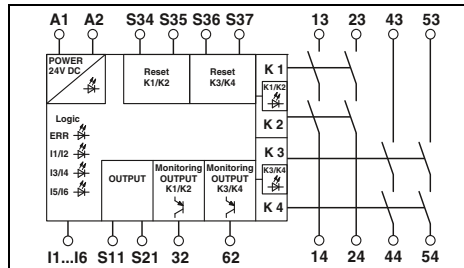 A1 A2 S34 S35 S36 S37 13 23 43 53
POWER
24V DC
Reset
K1/K2
Reset
K3/K4
K 1
K1/K2
K 2
Logic
ERR
I1/I2
I3/I4
I5/I6
K 3
K3/K4
K 4
OUTPUT
Monitoring
OUTPUT
K1/K2
Monitoring
OUTPUT
K3/K4
I1...I6 S11 S21 32 62 14 24 44 54